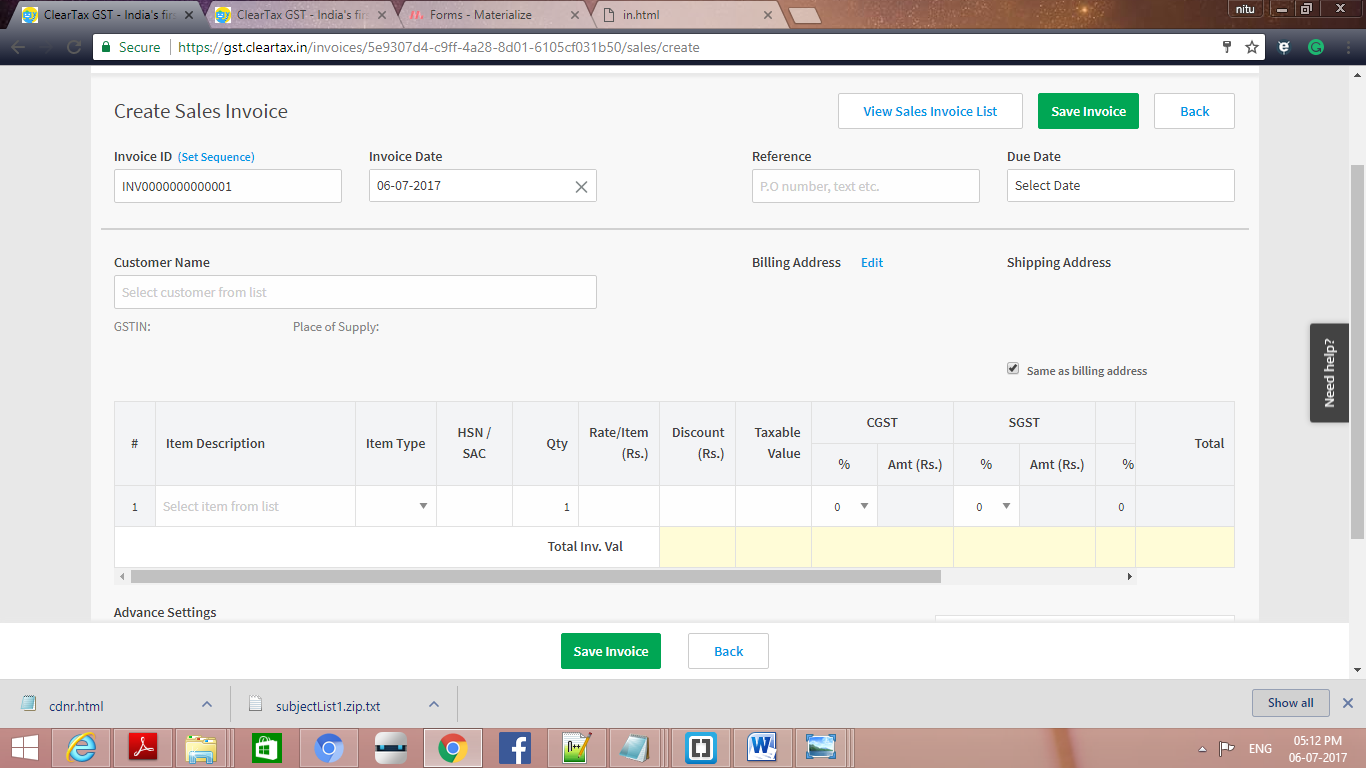 ClearTax GST - India's firs
ClearTax GST - India's firs
Forms - Materialize
in.html
nitu
Secure
https://gst.cleartax.in/invoices/5e9307d4-c9ff-4a28-8d01-6105cf031b50/sales/create
Create Sales Invoice
View Sales Invoice List
Save Invoice
Back
Invoice ID (Set Sequence)
Invoice Date
Reference
Due Date
INV0000000000001
06-07-2017
P.O number, text etc.
Select Date
Customer Name
Billing Address Edit
Shipping Address
Select customer from list
GSTIN:
Place of Supply:
Same as billing address
Need help?
#
Item Description
Item Type
HSN /
SAC
Qty
Rate/Item
(Rs.)
Discount
(Rs.)
Taxable
Value
CGST
SGST
Total
%
Amt (Rs.)
%
Amt (Rs.)
%
1
Select item from list
1
0
0
0
Total Inv. Val
Advance Settings
Save Invoice
Back
cdnr.html
subjectList1.zip.txt
Show all
ENG
05:12 PM
06-07-2017